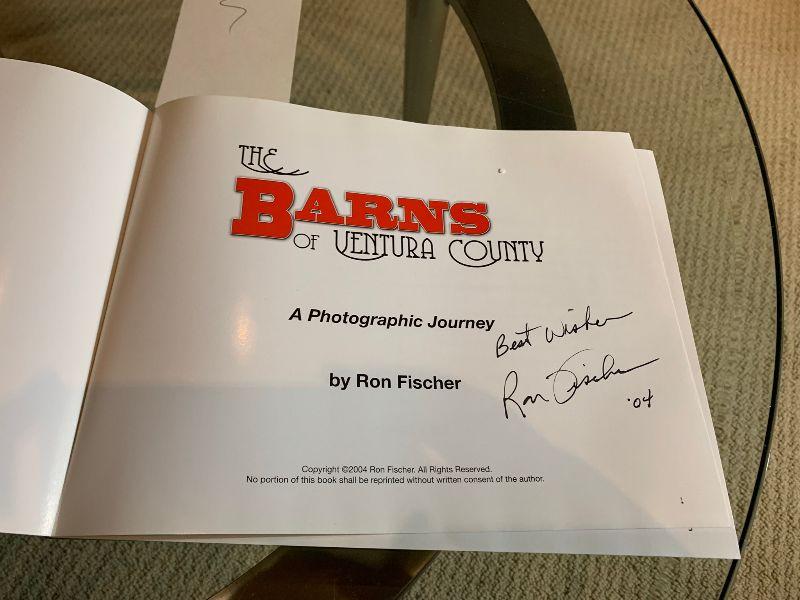 THE
BARNS
OF VENTURA COUNTY
A Photographic Journey
Best Wishes
by Ron Fischer
Ron Fischer
'04
Copyright ©2004 Ron Fischer. All Rights Reserved.
No portion of this book shall be reprinted without written consent of the author.